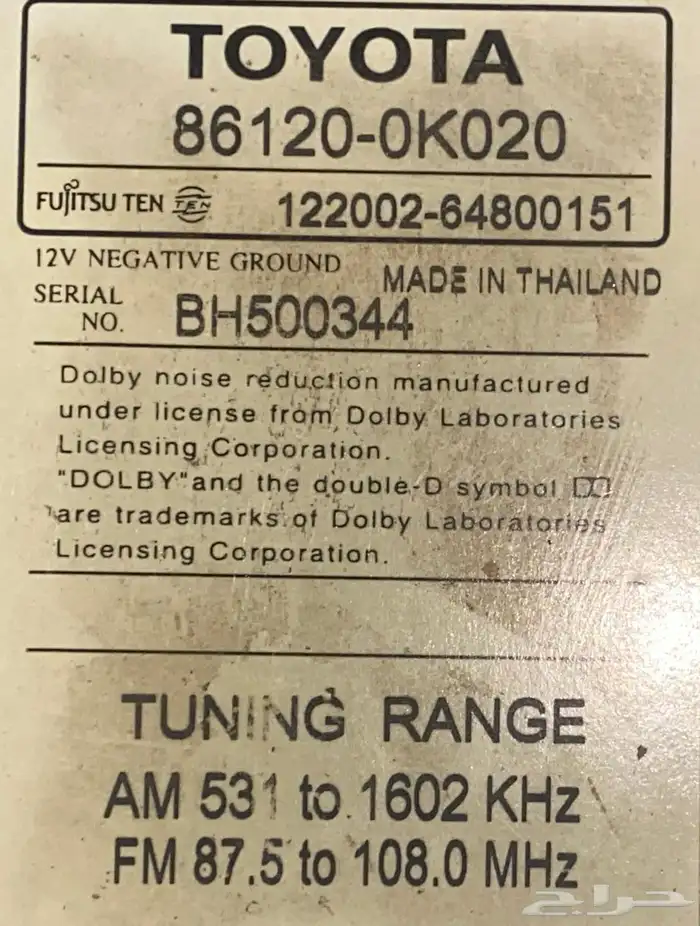 TOYOTA
86120-0K020
FUJITSU TEN TEN 122002-64800151
12V NEGATIVE GROUND
MADE IN THAILAND
SERIAL NO. BH500344
Dolby noise reduction manufactured
under license from Dolby Laboratories
Licensing Corporation.
"DOLBY" and the double-D symbol
are trademarks of Dolby Laboratories
Licensing Corporation.
TUNING RANGE
AM 531 to 1602 KHz
FM 87.5 to 108.0 MHz
حراج